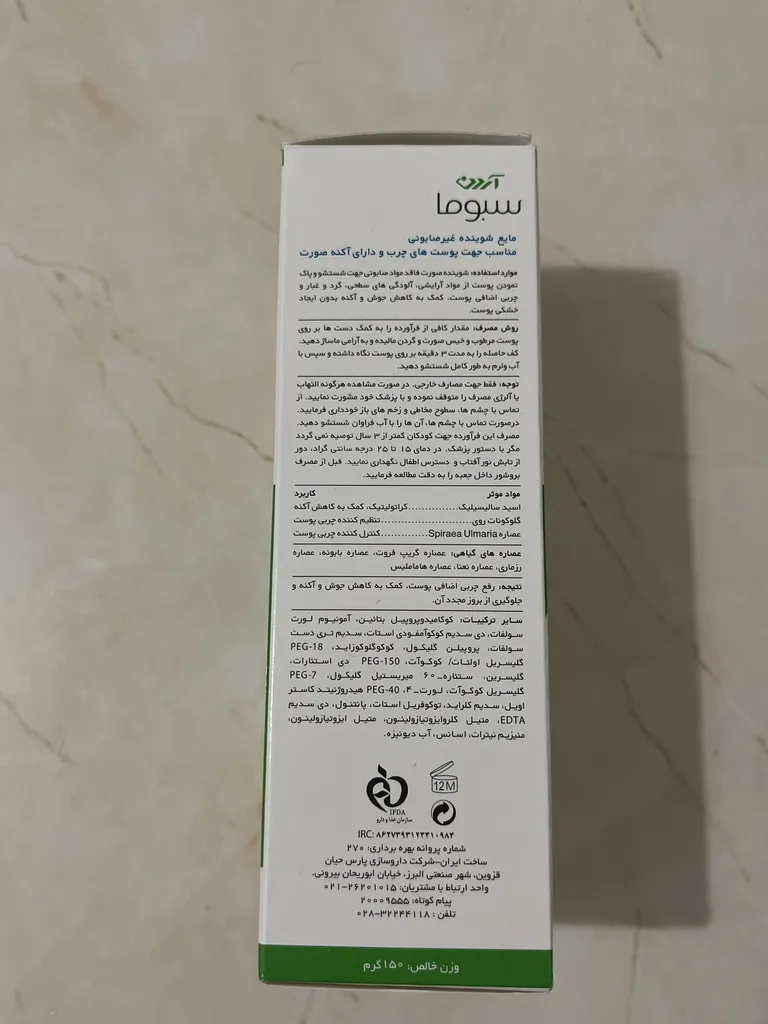 آردن
سبوما
مایع شوینده غیرصابونی
مناسب جهت پوست های چرب و دارای آکنه صورت
موارد استفاده: شوینده صورت فاقد مواد صابونی جهت شستشو و پاک
نمودن پوست از مواد آرایشی، آلودگی های سطحی، گرد و غبار و
چربی اضافی پوست، کمک به کاهش جوش و آکنه بدون ایجاد
خشکی پوست.
روش مصرف: مقدار کافی از فرآورده را به کمک دست ها بر روی
پوست مرطوب و خیس صورت و گردن مالیده و به آرامی ماساژ دهید.
کف حاصله را به مدت ۳ دقیقه بر روی پوست نگاه داشته و سپس با
آب ولرم به طور کامل شستشو دهید.
توجه: فقط جهت مصارف خارجی. در صورت مشاهده هرگونه التهاب
یا آلرژی مصرف را متوقف نموده و با پزشک خود مشورت نمایید. از
تماس با چشم ها، سطوح مخاطی و زخم های باز خودداری فرمایید.
درصورت تماس با چشم ها، آن ها را با آب فراوان شستشو دهید.
مصرف این فرآورده جهت کودکان کمتر از ۳ سال توصیه نمی گردد
مگر با دستور پزشک. در دمای ۱۵ تا ۲۵ درجه سانتی گراد، دور
از تابش نور آفتاب و دسترس اطفال نگهداری نمایید. قبل از مصرف
بروشور داخل جعبه را به دقت مطالعه فرمایید.
مواد موثر کاربرد
اسید سالیسیلیک..............کراتولیتیک، کمک به کاهش آکنه
گلوکونات روی.........................تنظیم کننده چربی پوست
عصاره Spiraea Ulmaria.............کنترل کننده چربی پوست
عصاره های گیاهی: عصاره گریپ فروت، عصاره بابونه، عصاره
رزماری، عصاره نعنا، عصاره هاماملیس
نتیجه: رفع چربی اضافی پوست، کمک به کاهش جوش و آکنه و
جلوگیری از بروز مجدد آن.
سایر ترکیبات: کوکامیدوپروپیل بتائین، آمونیوم لورت
سولفات، دی سدیم کوکوآمفودی استات، سدیم تری دست
سولفات، پروپیلن گلیکول، کوکوگلوکوزاید، PEG-18
گلیسریل اولئات/ کوکوآت، PEG-150 دی استئارات،
گلیسرین، ستئاره-۶۰ میریستیل گلیکول، PEG-7
گلیسریل کوکوآت، لورت-۴، PEG-40 هیدروژنیتد کاستر
اویل، سدیم کلراید، توکوفریل استات، پانتنول، دی سدیم
EDTA، متیل کلروایزوتیازولینون، متیل ایزوتیازولینون،
منیزیم نیترات، اسانس، آب دیونیزه.
12M
IFDA
سازمان غذا و دارو
IRC: ۸۶۲۷۳۹۳۱۲۳۴۱۰۹۸۴
شماره پروانه بهره برداری: ۲۷۰
ساخت ایران-شرکت داروسازی پارس حیان
قزوین، شهر صنعتی البرز، خیابان ابوریحان بیرونی.
واحد ارتباط با مشتریان: ۲۶۲۰۱۰۱۵-۰۲۱
پیام کوتاه: ۲۰۰۰۹۵۵۵
تلفن : ۳۲۲۴۴۱۱۸-۰۲۸
وزن خالص: ۱۵۰ گرم